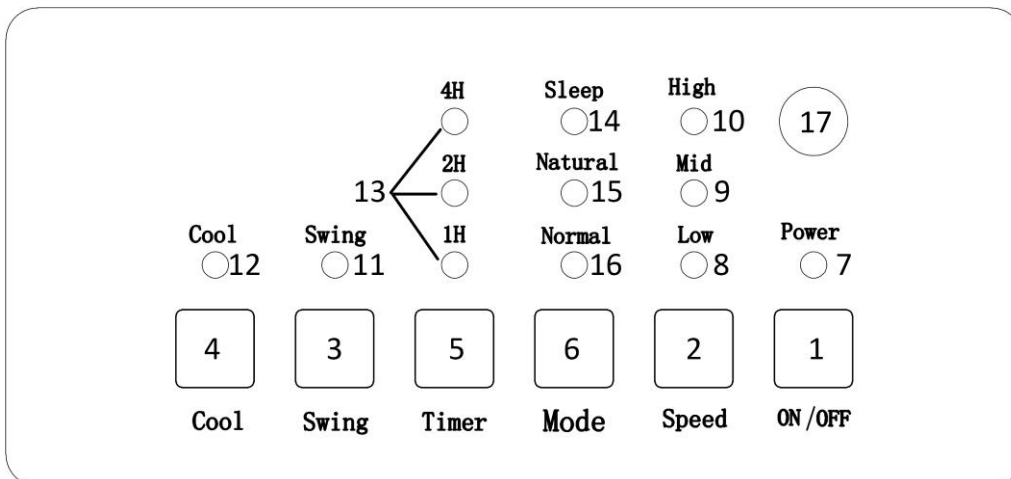 4H Sleep High
14 10 17
2H Natural Mid
13 15 9
Cool Swing 1H Normal Low Power
12 11 16 8 7
4 3 5 6 2 1
Cool Swing Timer Mode Speed ON/OFF